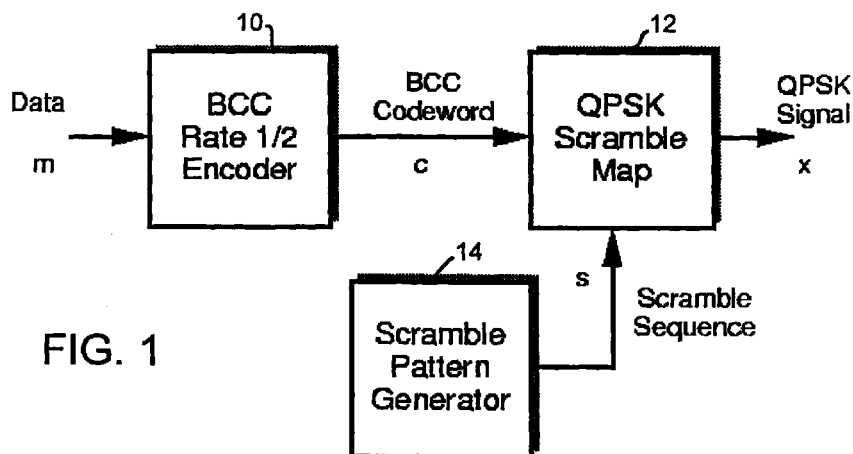 10
12
Data
m
BCC
Rate 1/2
Encoder
BCC
Codeword
c
QPSK
Scramble
Map
QPSK
Signal
x
14
s
Scramble
Sequence
Scramble
Pattern
Generator
FIG. 1